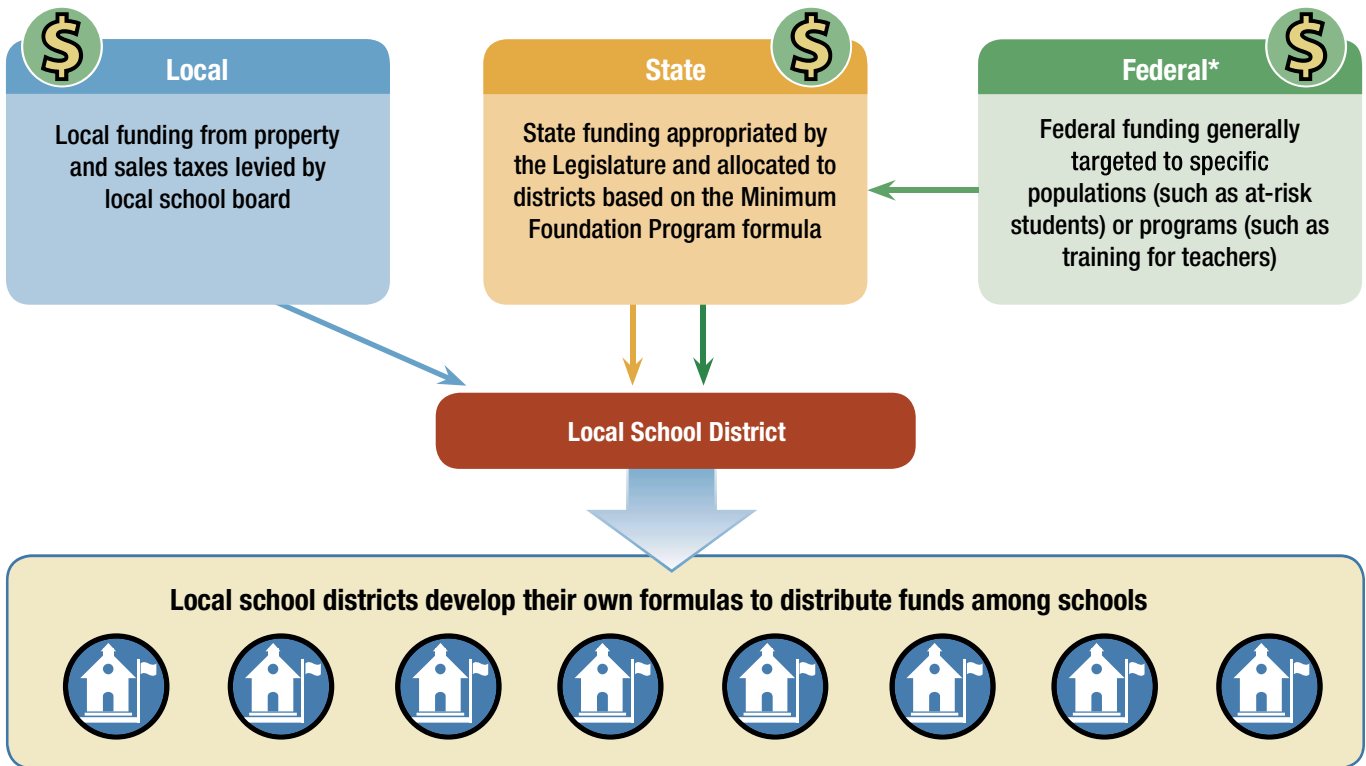 $
Local
Local funding from property
and sales taxes levied by
local school board
$
State
State funding appropriated by
the Legislature and allocated to
districts based on the Minimum
Foundation Program formula
$
Federal*
Federal funding generally
targeted to specific
populations (such as at-risk
students) or programs (such as
training for teachers)
Local School District
Local school districts develop their own formulas to distribute funds among schools